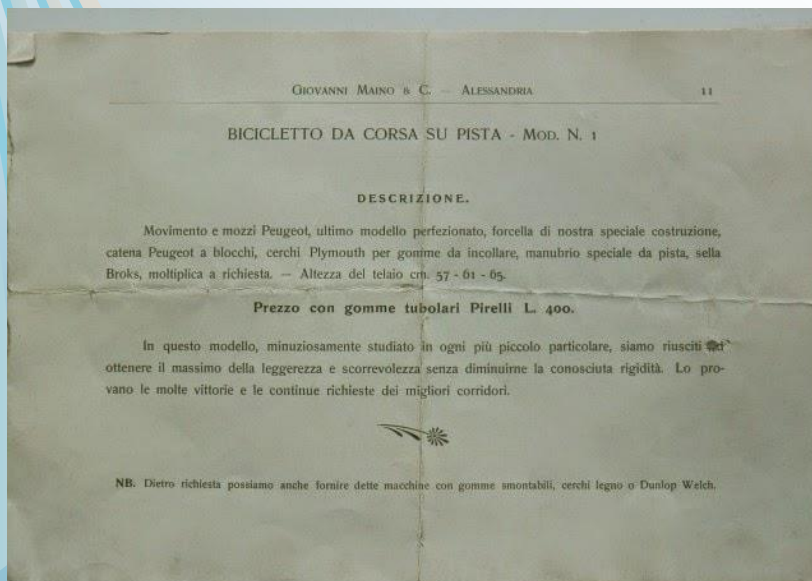 GIOVANNI MAINO & C. — ALESSANDRIA 11
BICICLETTO DA CORSA SU PISTA - MOD. N. 1
DESCRIZIONE.
Movimento e mozzi Peugeot, ultimo modello perfezionato, forcella di nostra speciale costruzione,
catena Peugeot a blocchi, cerchi Plymouth per gomme da incollare, manubrio speciale da pista, sella
Broks, moltiplica a richiesta. — Altezza del telaio cm. 57 - 61 - 65.
Prezzo con gomme tubolari Pirelli L. 400.
In questo modello, minuziosamente studiato in ogni più piccolo particolare, siamo riusciti ad
ottenere il massimo della leggerezza e scorrevolezza senza diminuirne la conosciuta rigidità. Lo pro-
vano le molte vittorie e le continue richieste dei migliori corridori.
NB. Dietro richiesta possiamo anche fornire dette macchine con gomme smontabili, cerchi legno o Dunlop Welch.